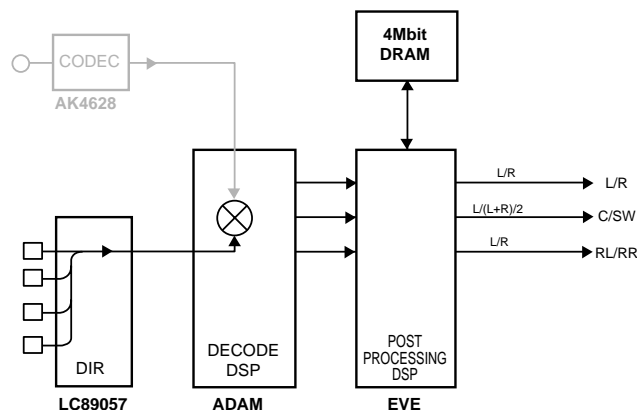 4Mbit
DRAM
CODEC
AK4628
L/R
L/R
L/(L+R)/2
C/SW
L/R
RL/RR
DIR
DECODE
DSP
POST
PROCESSING
DSP
LC89057
ADAM
EVE